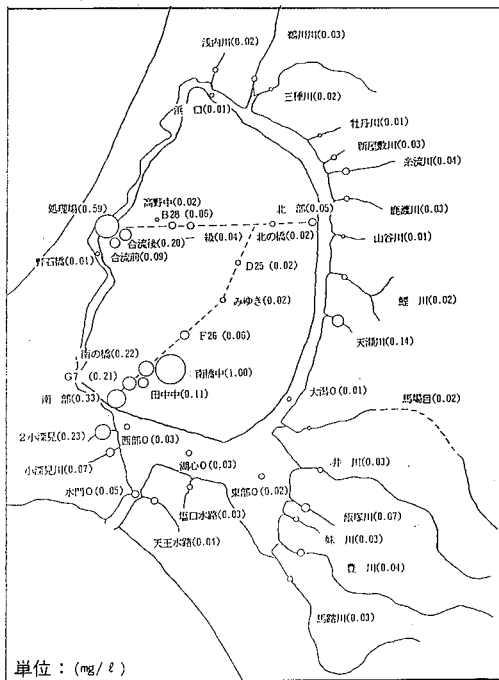 鵜川川(0.03)
浅内川(0.02)
三種川(0.02)
浜口(0.01)
牡丹川(0.01)
新屋敷川(0.03)
糸流川(0.04)
高野中(0.02)
北部(0.05)
処理場(0.59)
B28(0.06)
鹿渡川(0.03)
一級(0.04)
北の橋(0.02)
合流後(0.20)
山谷川(0.01)
野石橋(0.01)
合流前(0.09)
D25(0.02)
鯉川(0.02)
みゆき(0.02)
天瀬川(0.14)
F26(0.06)
南の橋(0.22)
南橋中(1.00)
G7(0.21)
大潟O(0.01)
馬場目(0.02)
田中中(0.11)
南部(0.33)
2小深見(0.23)
西部O(0.03)
湖心O(0.03)
井川(0.03)
小深見川(0.07)
東部O(0.02)
水門O(0.05)
塩口水路(0.03)
飯塚川(0.07)
妹川(0.03)
天王水路(0.01)
豊川(0.04)
馬踏川(0.03)
単位:(mg/ℓ)